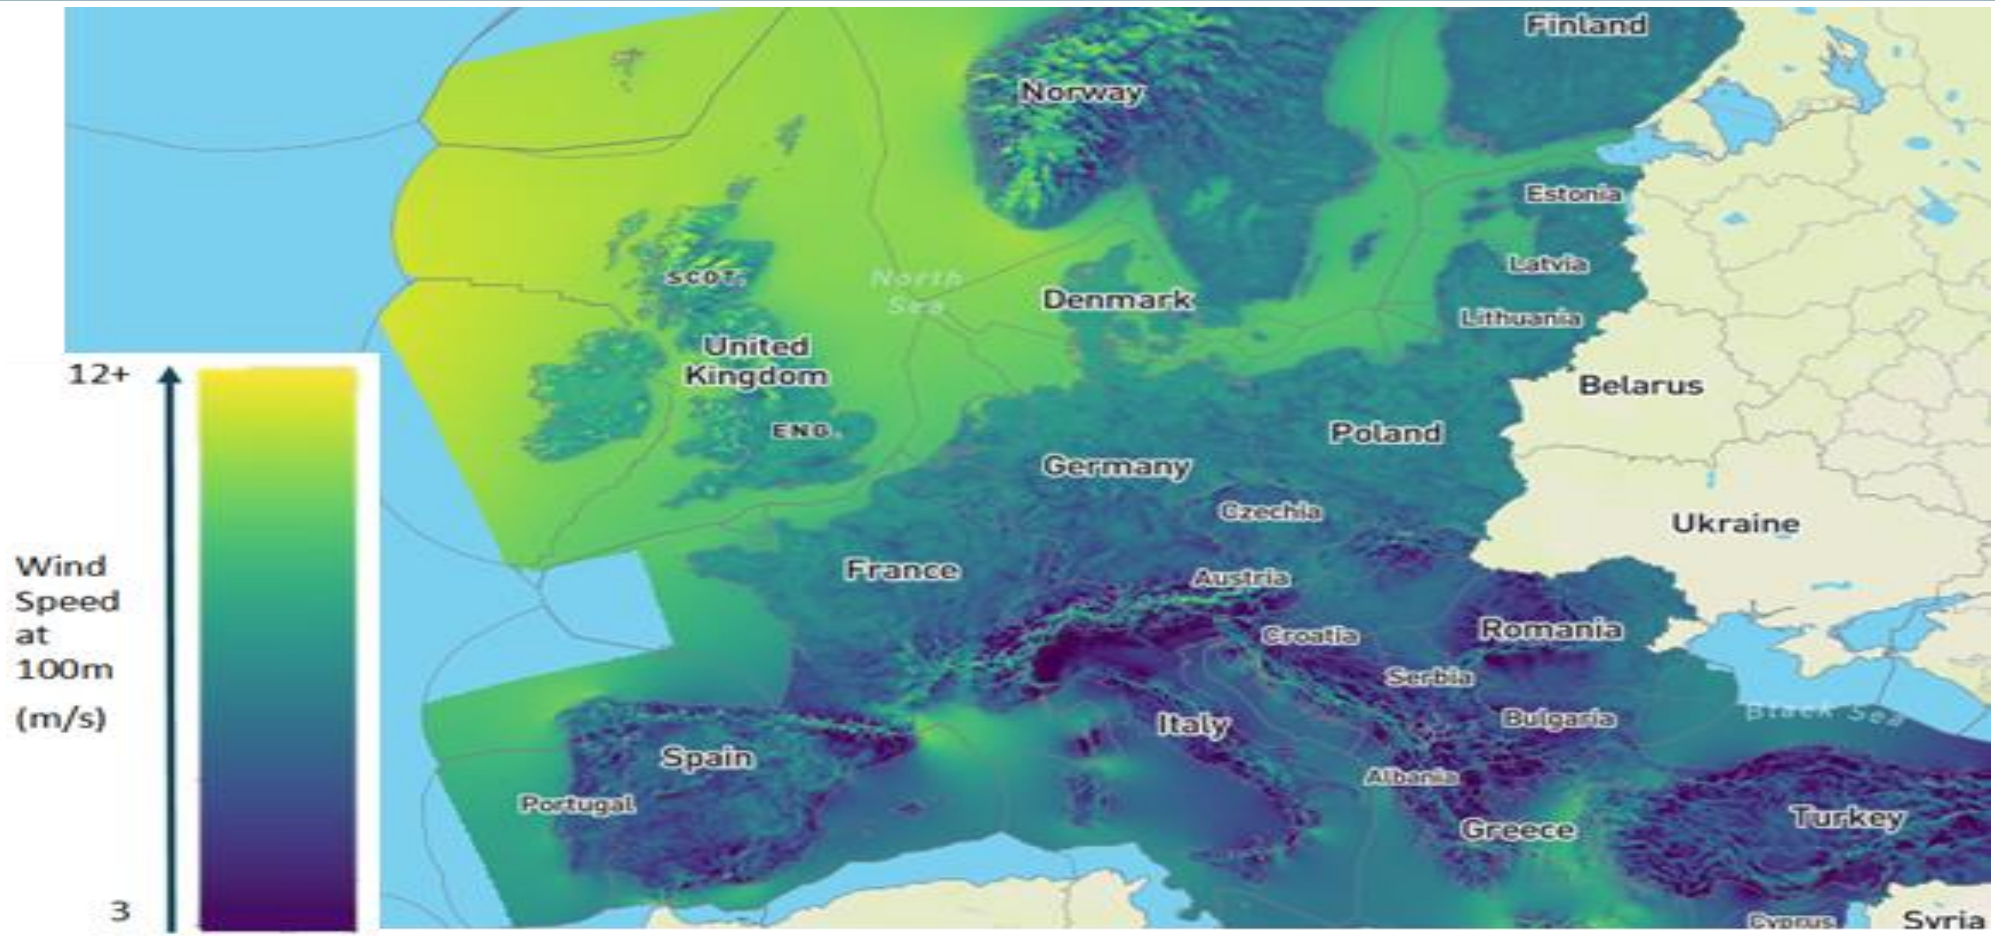 Finland
Norway
Estonia
SCOT.
North
Sea
Latvia
Denmark
Lithuania
United
Kingdom
12+
Belarus
ENG.
Poland
Germany
Czechia
Ukraine
Wind
Speed
at
100m
(m/s)
France
Austria
Croatia
Romania
Serbia
Black Sea
Bulgaria
Italy
Spain
Albania
Portugal
Turkey
Greece
3
Cyprus
Syria